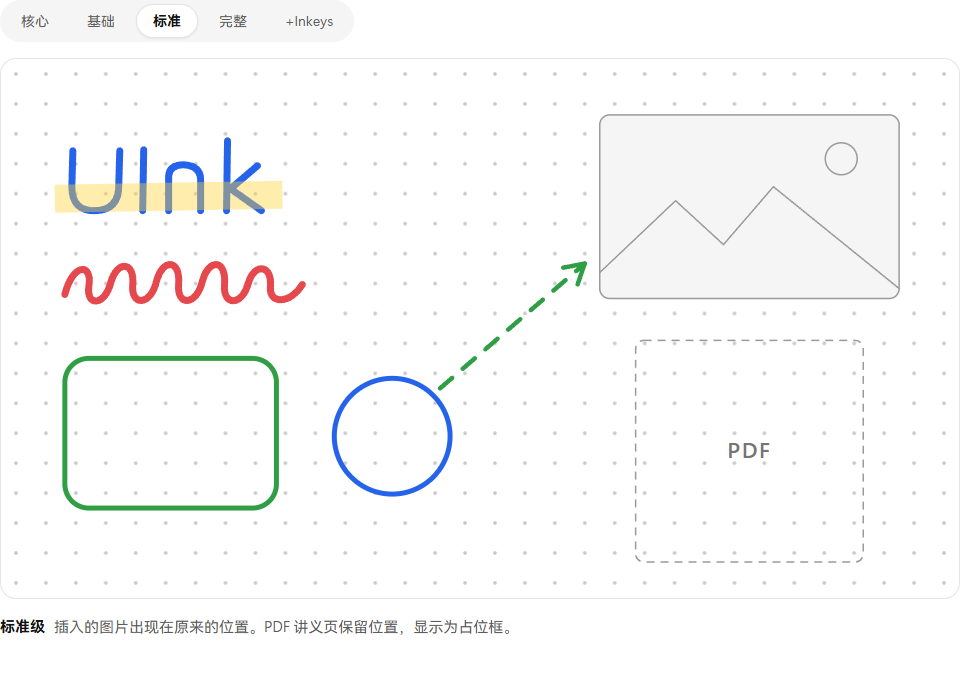 核心 基础 标准 完整 +Inkeys
UInk
PDF
标准级 插入的图片出现在原来的位置。PDF 讲义页保留位置，显示为占位框。